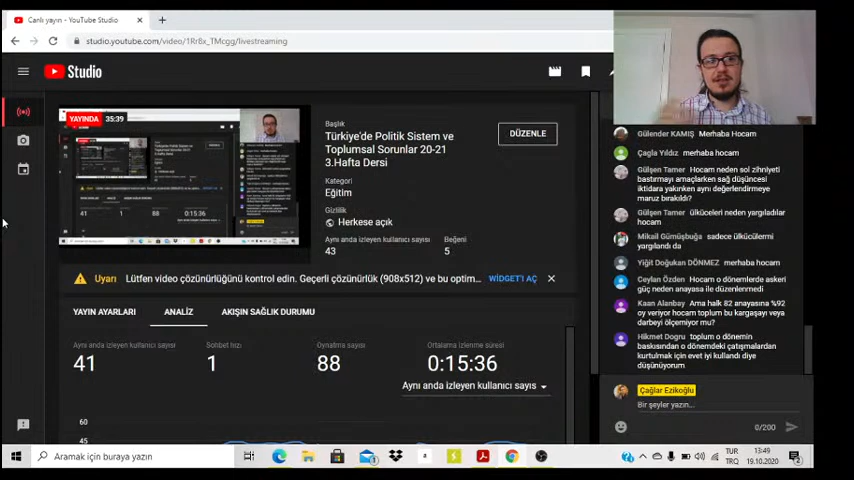 Canlı yayın - YouTube Studio
studio.youtube.com/video/1Rr8x_TMcgg/livestreaming
Studio
YAYINDA 35:39
Başlık
Türkiye'de Politik Sistem ve
Toplumsal Sorunlar 20-21
3.Hafta Dersi
DÜZENLE
Kategori
Eğitim
Gizlilik
Herkese açık
Aynı anda izleyen kullanıcı sayısı Beğeni
43 5
Uyarı Lütfen video çözünürlüğünü kontrol edin. Geçerli çözünürlük (908x512) ve bu optim... WİDGET'I AÇ
YAYIN AYARLARI ANALİZ AKIŞIN SAĞLIK DURUMU
Aynı anda izleyen kullanıcı sayısı Sohbet hızı Oynatma sayısı Ortalama izlenme süresi
41 1 88 0:15:36
Aynı anda izleyen kullanıcı sayıs
60
45
Gülender KAMIŞ Merhaba Hocam
Çagla Yıldız merhaba hocam
Gülşen Tamer Hocam neden sol zihniyeti
bastırmayı amaçlarken sağ düşüncesi
iktidara yakırken aynı değerlendirmeye
maruz bırakıldı?
Gülşen Tamer ülkücüleri neden yargıladılar
hocam
Mikail Gümüşbuğa sadece ülkücülermi
yargılandı da
Yiğit Doğukan DÖNMEZ merhaba
Ceylan Özden Hocam o dönemlerde askeri
güç neden anayasa ile düzenlenmedi
Kaan Alanbay Ama halk 82 anayasına %92
oy veriyor hocam toplum bu kargaşayı veya
darbeyi ölçemiyor mu?
Hikmet Dogru toplum o dönemin
baskısından o dönemdeki çatışmalardan
kurtulmak için evet iyi kullandı diye
düşünüyorum
Çağlar Ezikoğlu
Bir şeyler yazın...
0/200
Aramak için buraya yazın
TUR
TRQ
13:49
19.10.2020